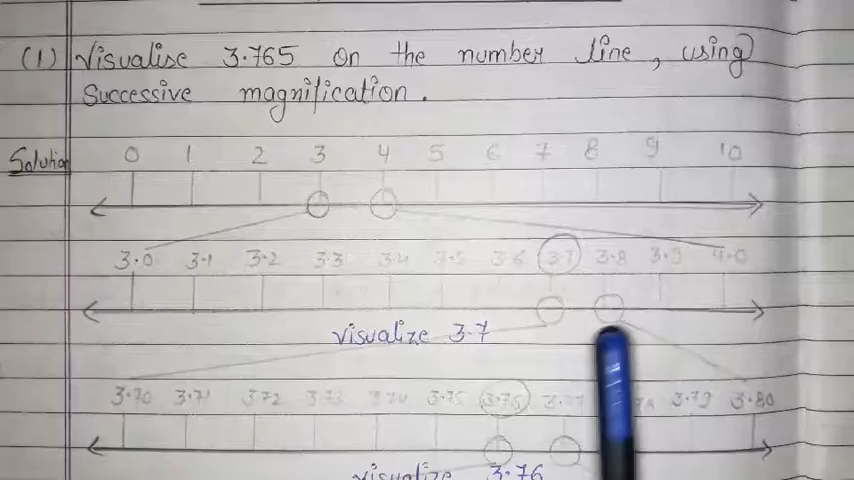 (1) Visualise 3.765 on the number line, using
Successive magnification.
Solution 0 1 2 3 4 5 6 7 8 9 10
3.0 3.1 3.2 3.3 3.4 3.5 3.6 3.7 3.8 3.9 4.0
visualize 3.7
3.70 3.71 3.72 3.73 3.74 3.75 3.76 3.77 3.79 3.80
visualize 3.76